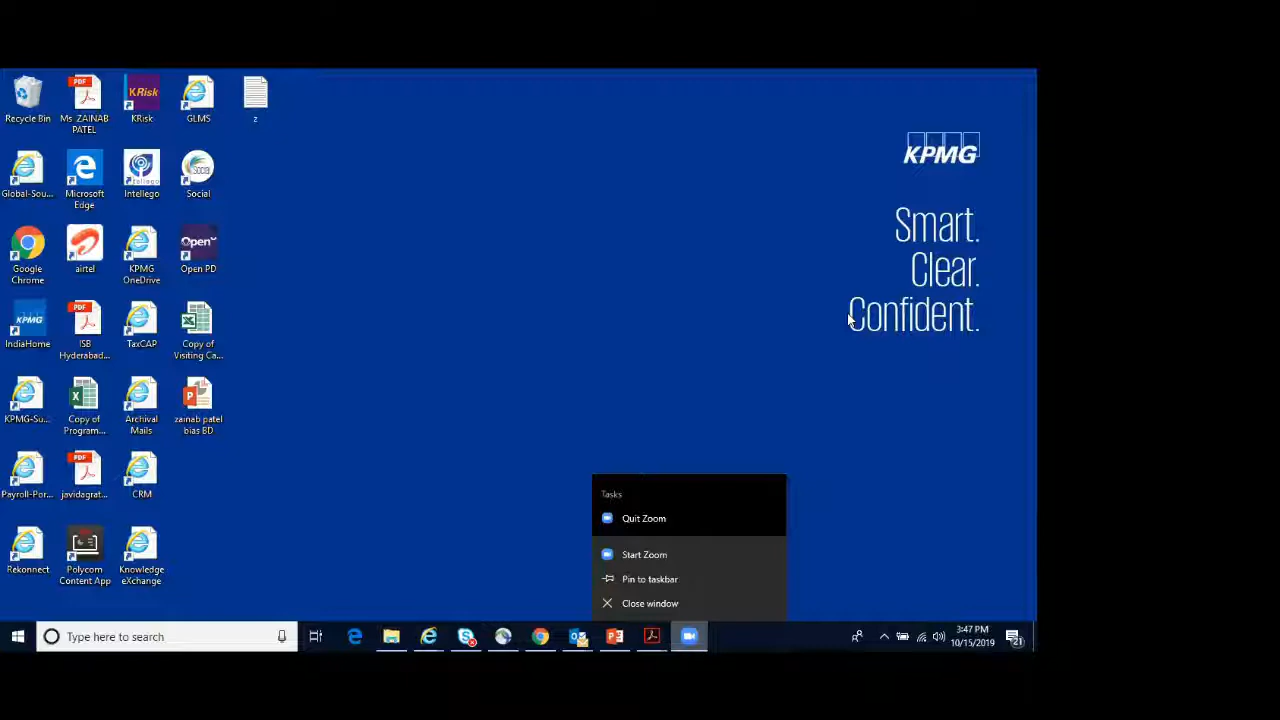 Recycle Bin
Ms. ZAINAB PATEL
KRisk
GLMS
z
Global-Sou...
Microsoft Edge
Intellego
Social
Google Chrome
airtel
KPMG OneDrive
Open PD
IndiaHome
ISB Hyderabad...
TaxCAP
Copy of Visiting Ca...
KPMG-Su...
Copy of Program...
Archival Mails
zainab patel bias BD
Payroll-Por...
javidagrat...
CRM
Rekonnect
Polycom Content App
Knowledge eXchange
KPMG
Smart.
Clear.
Confident.
Tasks
Quit Zoom
Start Zoom
Pin to taskbar
Close window
Type here to search
3:47 PM
10/15/2019
21